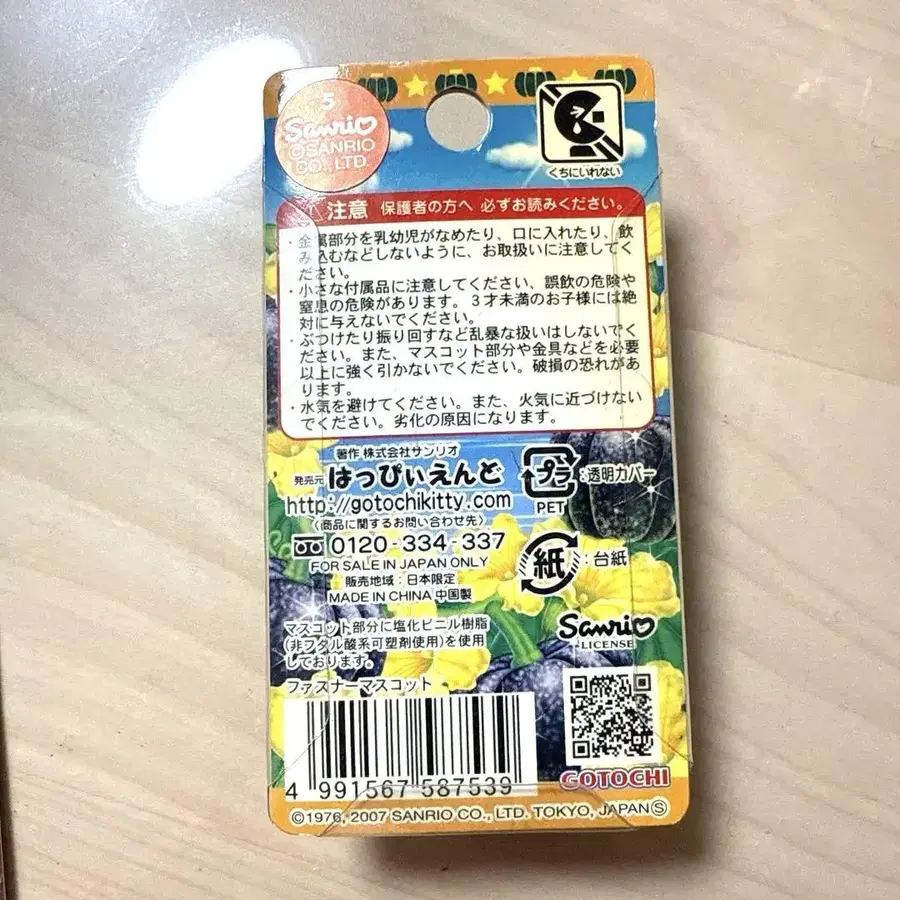 5
Sanrio
©SANRIO
CO., LTD.
くちにいれない
注意 保護者の方へ 必ずお読みください。
・金属部分を乳幼児がなめたり、口に入れたり、飲
み込むなどしないように、お取扱いに注意してく
ださい。
・小さな付属品に注意してください、誤飲の危険や
窒息の危険があります。3才未満のお子様には絶
対に与えないでください。
・ぶつけたり振り回すなど乱暴な扱いはしないでく
ださい。また、マスコット部分や金具などを必要
以上に強く引かないでください。破損の恐れがあ
ります。
・水気を避けてください。また、火気に近づけない
でください。劣化の原因になります。
著作 株式会社サンリオ
発売元 はっぴぃえんど
http://gotochikitty.com
〈商品に関するお問い合わせ先〉
0120-334-337
FOR SALE IN JAPAN ONLY
販売地域：日本限定
MADE IN CHINA 中国製
プラ：透明カバー
PET
紙：台紙
マスコット部分に塩化ビニル樹脂
(非フタル酸系可塑剤使用)を使用
しております。
ファスナーマスコット
Sanrio
LICENSE
4 991567 587539
GOTOCHI
©1976, 2007 SANRIO CO., LTD. TOKYO, JAPAN Ⓢ